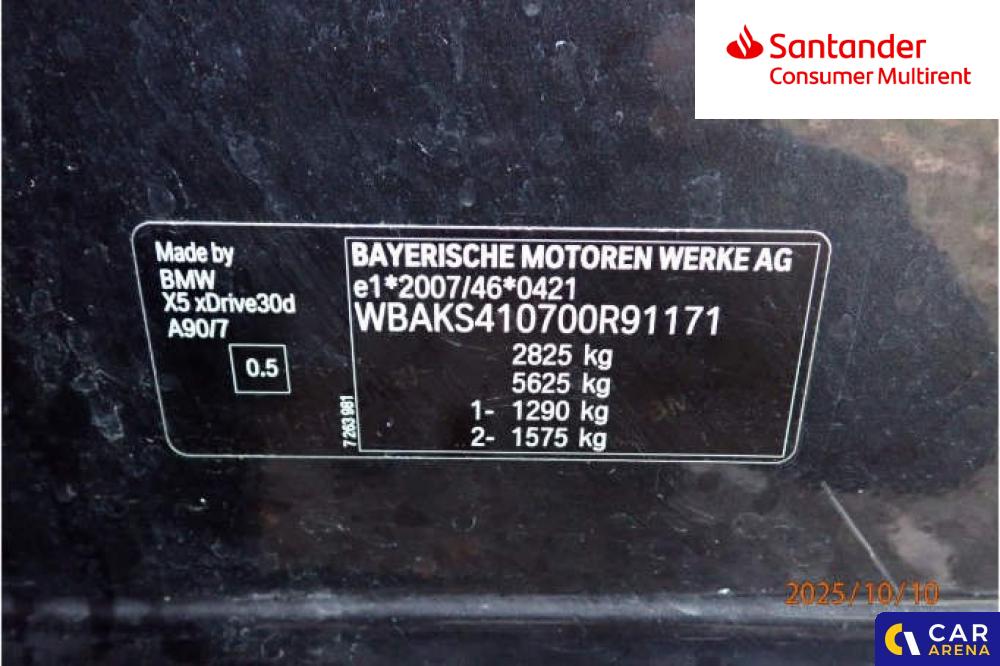 Santander
Consumer Multirent
Made by
BMW
X5 xDrive30d
A90/7
0.5
7 263 981
BAYERISCHE MOTOREN WERKE AG
e1*2007/46*0421
WBAKS410700R91171
2825 kg
5625 kg
1- 1290 kg
2- 1575 kg
2025/10/10
CAR
ARENA